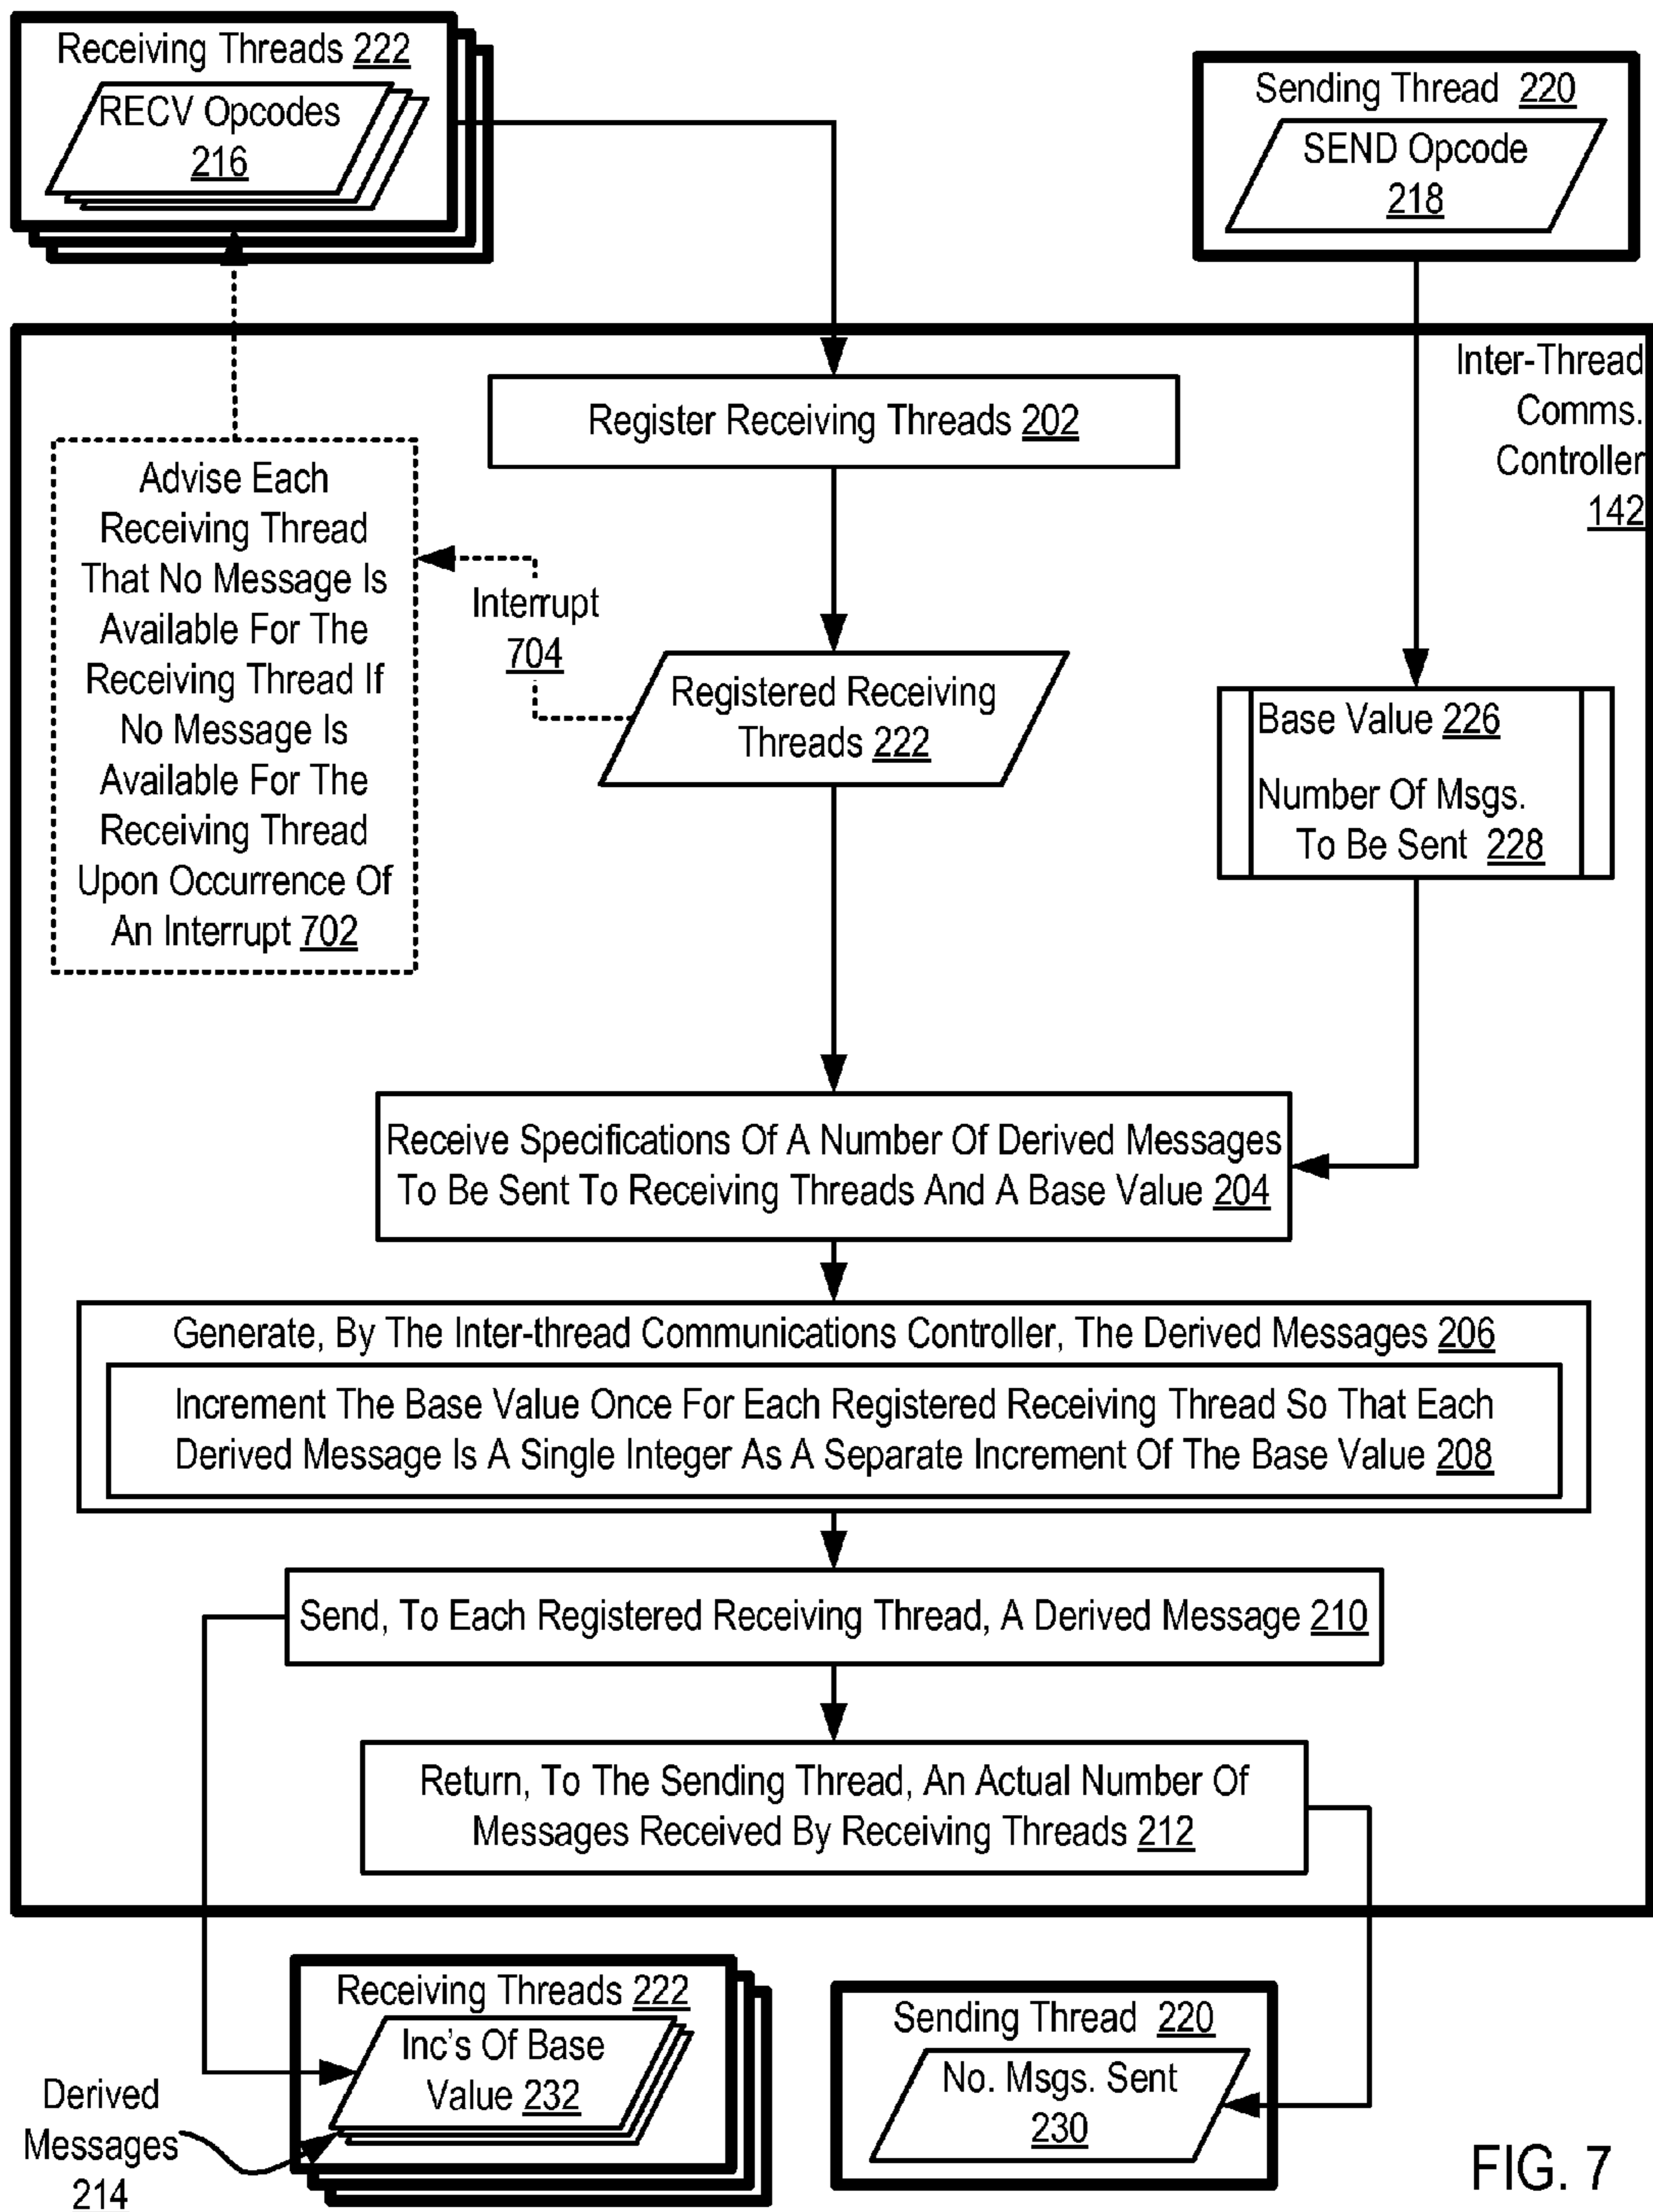 Receiving Threads 222
RECV Opcodes
216
Sending Thread 220
SEND Opcode
218
Inter-Thread
Comms.
Controller
142
Register Receiving Threads 202
Advise Each
Receiving Thread
That No Message Is
Available For The
Receiving Thread If
No Message Is
Available For The
Receiving Thread
Upon Occurrence Of
An Interrupt 702
Interrupt
704
Registered Receiving
Threads 222
Base Value 226
Number Of Msgs.
To Be Sent 228
Receive Specifications Of A Number Of Derived Messages
To Be Sent To Receiving Threads And A Base Value 204
Generate, By The Inter-thread Communications Controller, The Derived Messages 206
Increment The Base Value Once For Each Registered Receiving Thread So That Each
Derived Message Is A Single Integer As A Separate Increment Of The Base Value 208
Send, To Each Registered Receiving Thread, A Derived Message 210
Return, To The Sending Thread, An Actual Number Of
Messages Received By Receiving Threads 212
Receiving Threads 222
Inc's Of Base
Value 232
Derived
Messages
214
Sending Thread 220
No. Msgs. Sent
230
FIG. 7